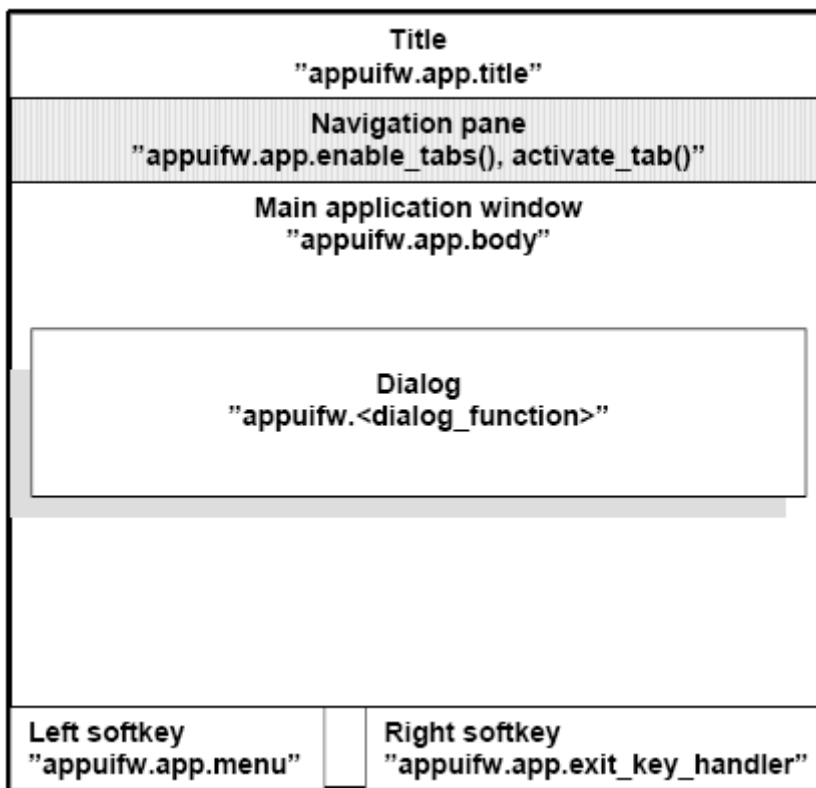 Title
”appuifw.app.title”
Navigation pane
”appuifw.app.enable_tabs(), activate_tab()”
Main application window
”appuifw.app.body”
Dialog
”appuifw.<dialog_function>”
Left softkey
”appuifw.app.menu”
Right softkey
”appuifw.app.exit_key_handler”